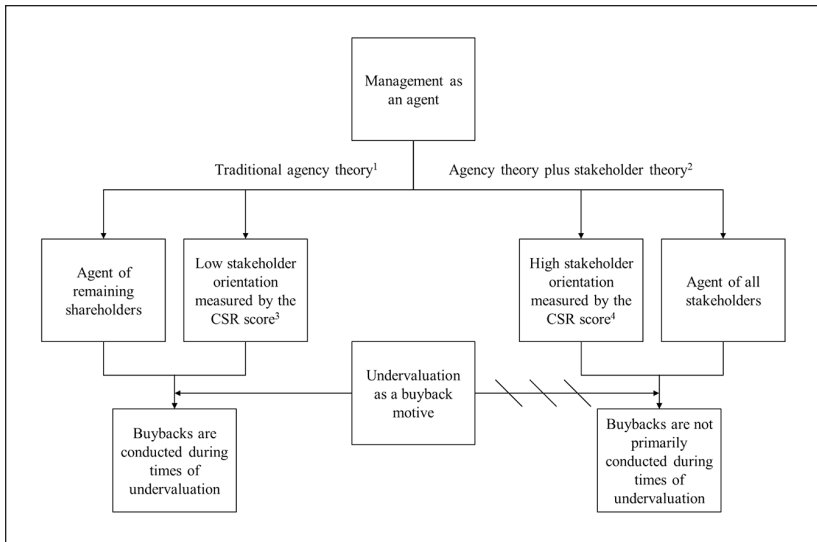 Management as
an agent
Traditional agency theory¹
Agency theory plus stakeholder theory²
Agent of
remaining
shareholders
Low stakeholder
orientation
measured by the
CSR score³
High stakeholder
orientation
measured by the
CSR score⁴
Agent of all
stakeholders
Undervaluation
as a buyback
motive
Buybacks are
conducted during
times of
undervaluation
Buybacks are not
primarily
conducted during
times of
undervaluation